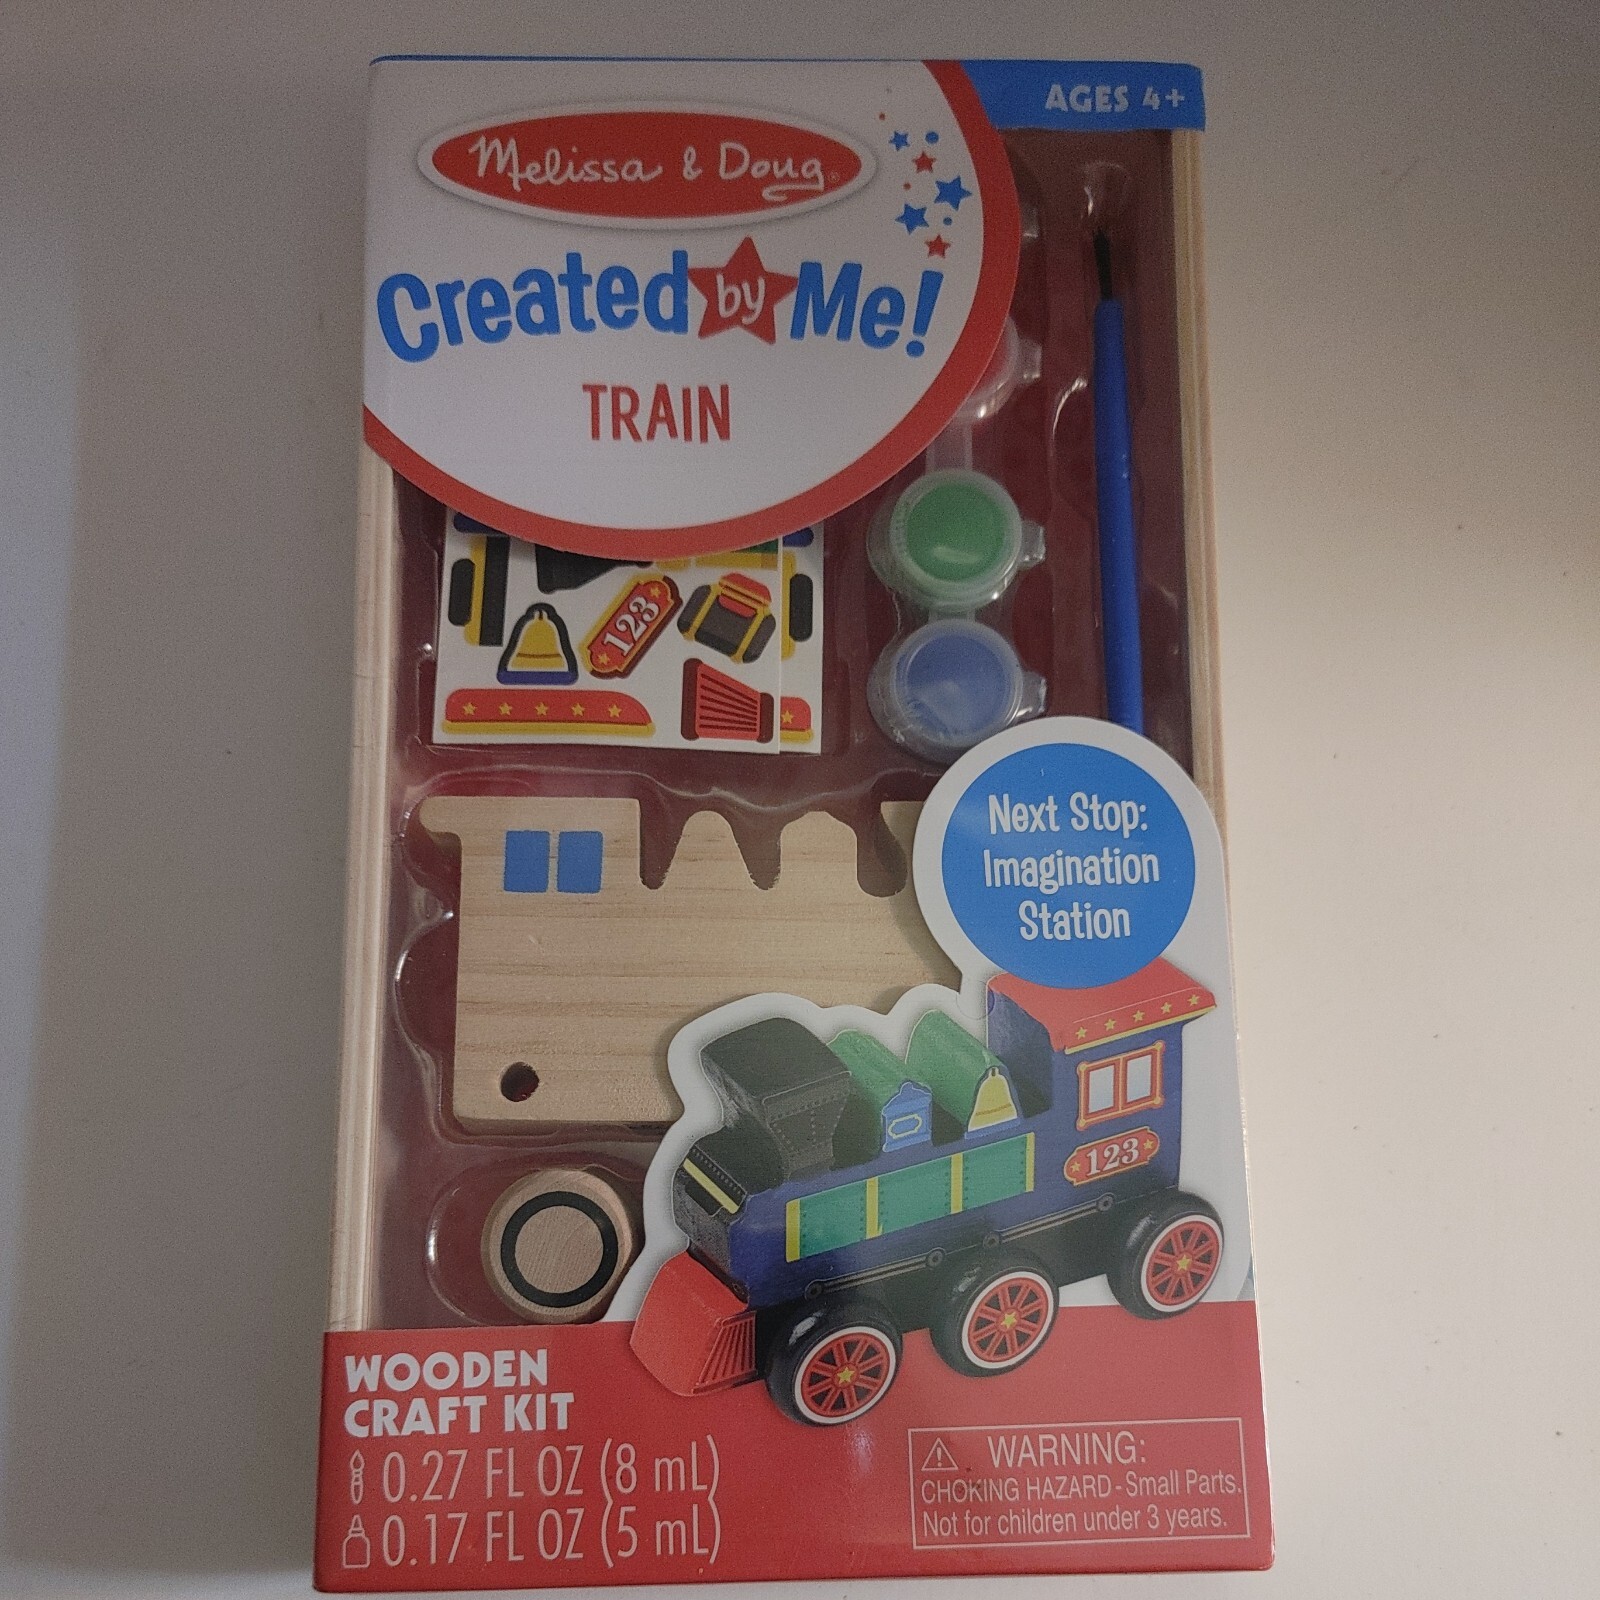 AGES 4+
Melissa & Doug®
Created by Me!
TRAIN
123
Next Stop:
Imagination
Station
123
WOODEN
CRAFT KIT
0.27 FL OZ (8 mL)
0.17 FL OZ (5 mL)
WARNING:
CHOKING HAZARD - Small Parts.
Not for children under 3 years.